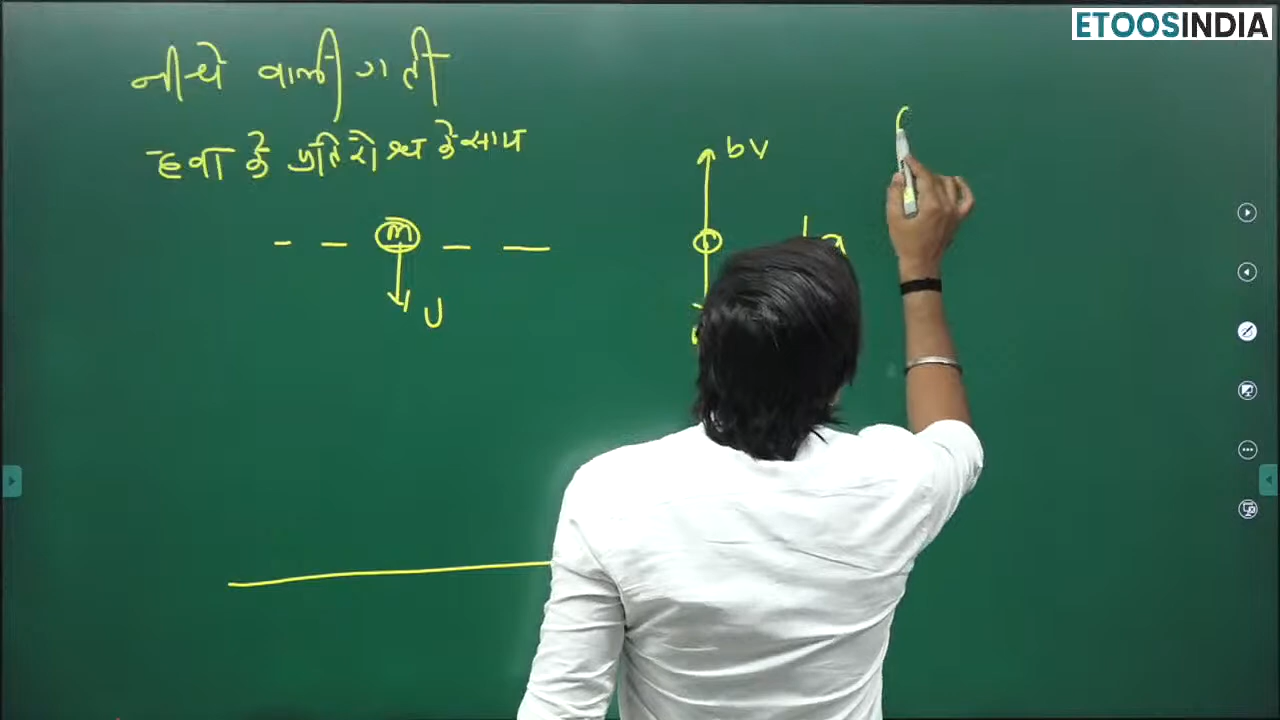 ETOOSINDIA
नीचे वाली गती
हवा के प्रतिरोध के साथ
bv
m
a
U